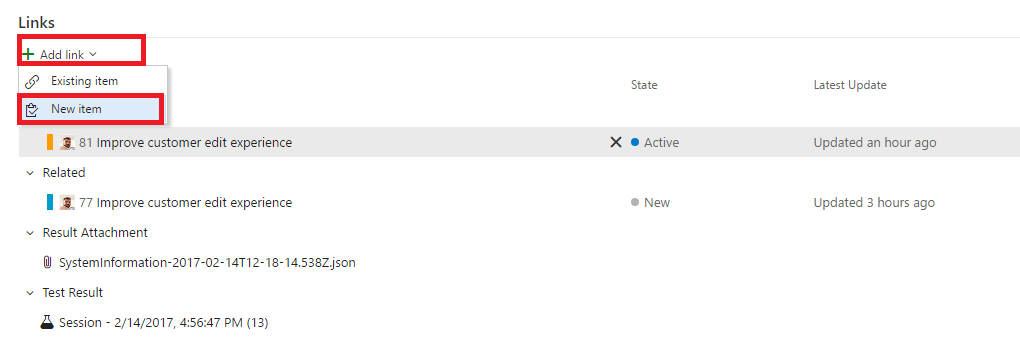 Links
Add link
Existing item
New item
State Latest Update
81 Improve customer edit experience Active Updated an hour ago
Related
77 Improve customer edit experience New Updated 3 hours ago
Result Attachment
SystemInformation-2017-02-14T12-18-14.538Z.json
Test Result
Session - 2/14/2017, 4:56:47 PM (13)